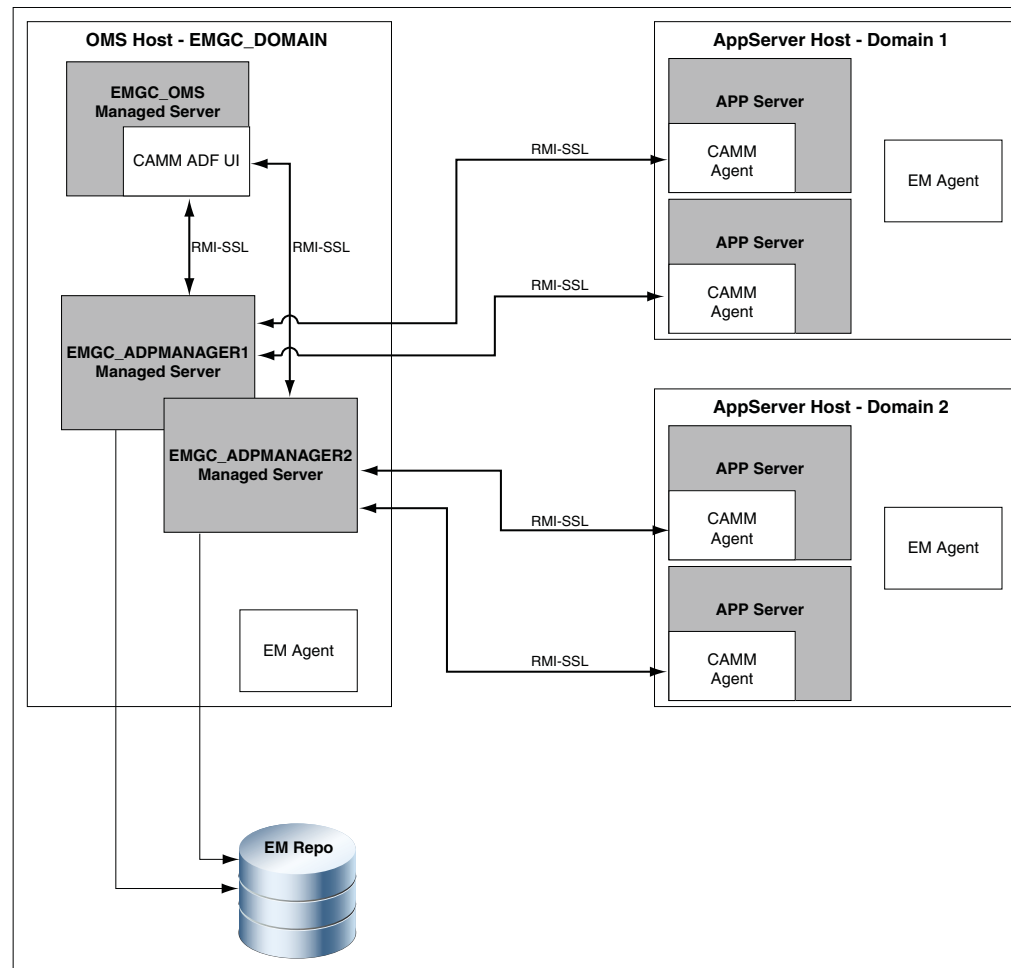 OMS Host - EMGC_DOMAIN
EMGC_OMS
Managed Server
CAMM ADF UI
RMI-SSL
RMI-SSL
EMGC_ADPMANAGER1
Managed Server
EMGC_ADPMANAGER2
Managed Server
EM Agent
EM Repo
RMI-SSL
RMI-SSL
RMI-SSL
RMI-SSL
AppServer Host - Domain 1
APP Server
CAMM
Agent
EM Agent
APP Server
CAMM
Agent
AppServer Host - Domain 2
APP Server
CAMM
Agent
EM Agent
APP Server
CAMM
Agent